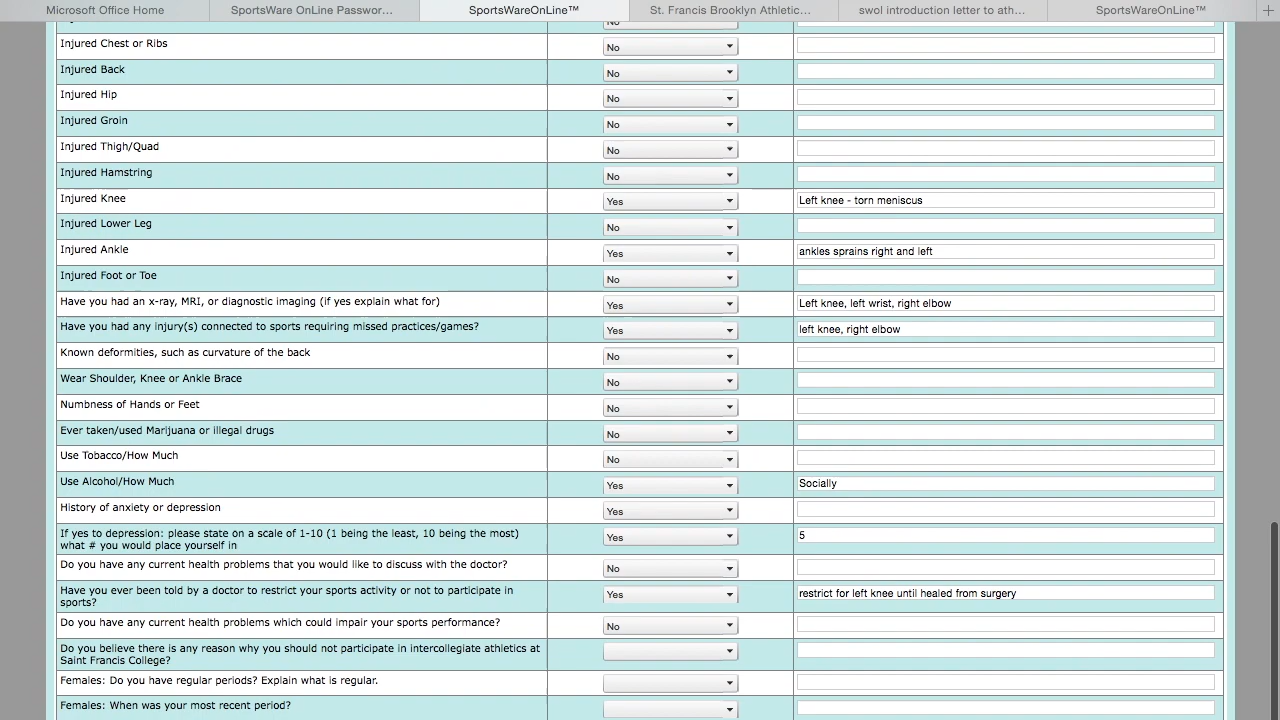 Microsoft Office Home
SportsWare OnLine Passwor...
SportsWareOnLine™
St. Francis Brooklyn Athletic...
swol introduction letter to ath...
SportsWareOnLine™
Injured Chest or Ribs No
Injured Back No
Injured Hip No
Injured Groin No
Injured Thigh/Quad No
Injured Hamstring No
Injured Knee Yes Left knee - torn meniscus
Injured Lower Leg No
Injured Ankle Yes ankles sprains right and left
Injured Foot or Toe No
Have you had an x-ray, MRI, or diagnostic imaging (if yes explain what for) Yes Left knee, left wrist, right elbow
Have you had any injury(s) connected to sports requiring missed practices/games? Yes left knee, right elbow
Known deformities, such as curvature of the back No
Wear Shoulder, Knee or Ankle Brace No
Numbness of Hands or Feet No
Ever taken/used Marijuana or illegal drugs No
Use Tobacco/How Much No
Use Alcohol/How Much Yes Socially
History of anxiety or depression Yes
If yes to depression: please state on a scale of 1-10 (1 being the least, 10 being the most)
what # you would place yourself in Yes 5
Do you have any current health problems that you would like to discuss with the doctor? No
Have you ever been told by a doctor to restrict your sports activity or not to participate in
sports? Yes restrict for left knee until healed from surgery
Do you have any current health problems which could impair your sports performance? No
Do you believe there is any reason why you should not participate in intercollegiate athletics at
Saint Francis College?
Females: Do you have regular periods? Explain what is regular.
Females: When was your most recent period?